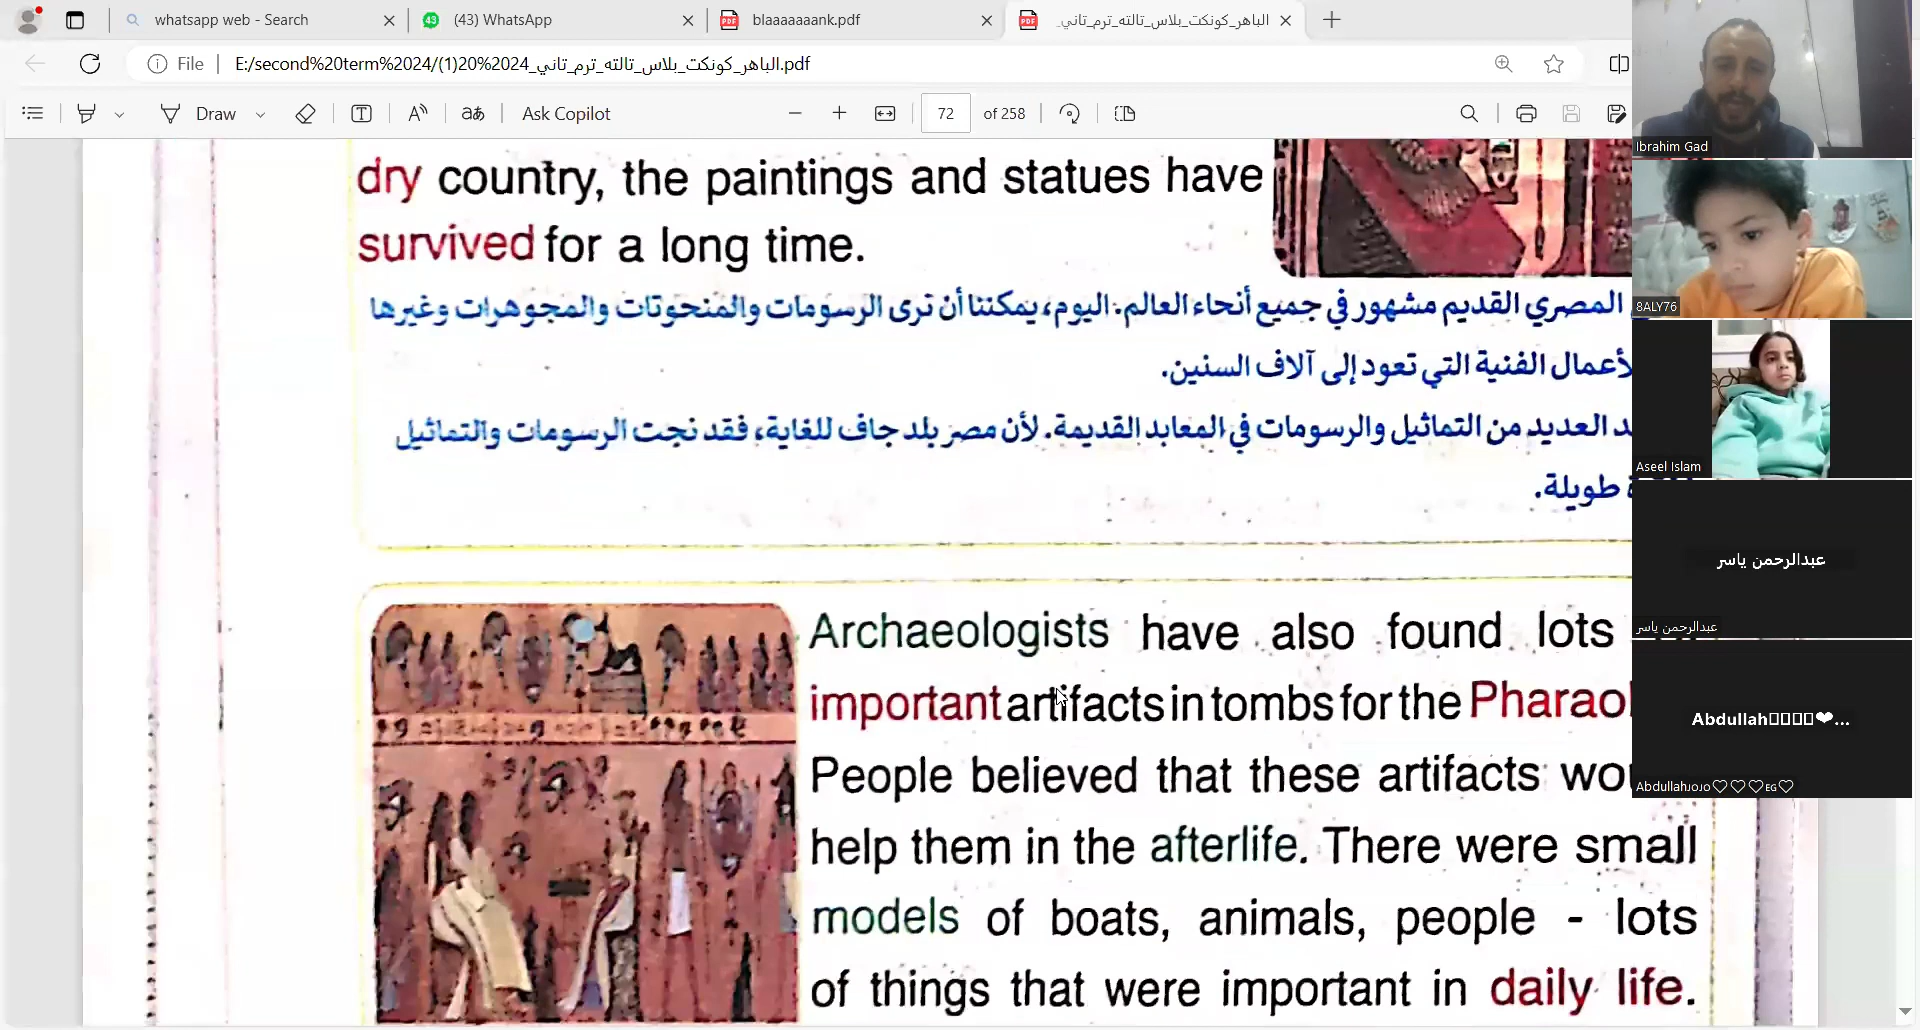 whatsapp web - Search
(43) WhatsApp
blaaaaaaank.pdf
الباهر_كونكت_بلاس_تالته_ترم_تاني_
File
E:/second%20term%2024/(1)20%2024_الباهر_كونكت_بلاس_تالته_ترم_تاني.pdf
Draw
Ask Copilot
72 of 258
dry country, the paintings and statues have
survived for a long time.
المصري القديم مشهور في جميع أنحاء العالم. اليوم، يمكننا أن نرى الرسومات والمنحوتات والمجوهرات وغيرها
لأعمال الفنية التي تعود إلى آلاف السنين.
العديد من التماثيل والرسومات في المعابد القديمة. لأن مصر بلد جاف للغاية، فقد نجت الرسومات والتماثيل
طويلة.
Archaeologists have also found lots
important artifacts in tombs for the Pharao
People believed that these artifacts wo
help them in the afterlife. There were small
models of boats, animals, people - lots
of things that were important in daily life.
Ibrahim Gad
8ALY76
Aseel Islam
عبدالرحمن ياسر
عبدالرحمن ياسر
Abdullah❤...
Abdullahjojo♡♡♡EG♡